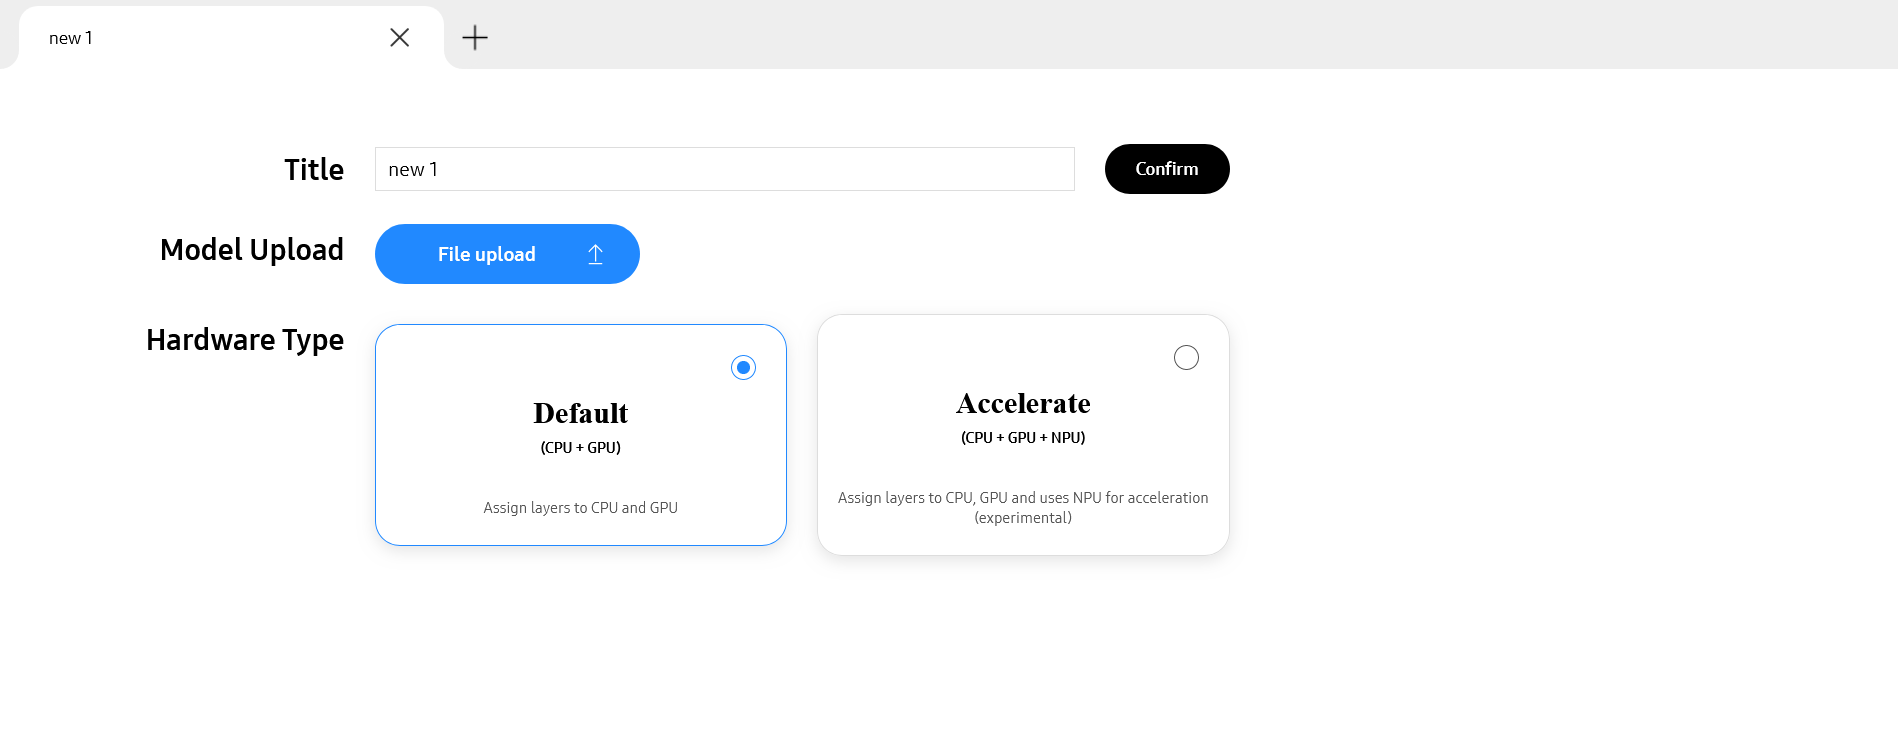 new 1
Title
new 1
Confirm
Model Upload
File upload
Hardware Type
Default
(CPU + GPU)
Assign layers to CPU and GPU
Accelerate
(CPU + GPU + NPU)
Assign layers to CPU, GPU and uses NPU for acceleration
(experimental)